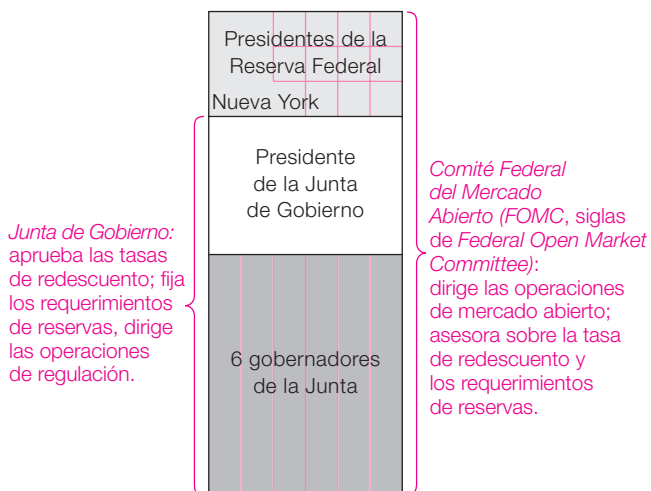 Presidentes de la
Reserva Federal
Nueva York
Presidente
de la Junta
de Gobierno
6 gobernadores
de la Junta
Junta de Gobierno:
aprueba las tasas
de redescuento; fija
los requerimientos
de reservas, dirige
las operaciones
de regulación.
Comité Federal
del Mercado
Abierto (FOMC, siglas
de Federal Open Market
Committee):
dirige las operaciones
de mercado abierto;
asesora sobre la tasa
de redescuento y
los requerimientos
de reservas.